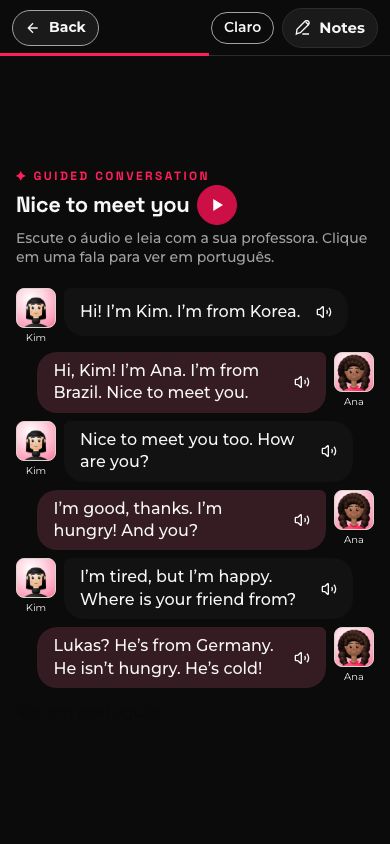 Back
Claro
Notes
GUIDED CONVERSATION
Nice to meet you
Escute o áudio e leia com a sua professora. Clique
em uma fala para ver em português.
Hi! I’m Kim. I’m from Korea.
Kim
Hi, Kim! I’m Ana. I’m from
Brazil. Nice to meet you.
Ana
Nice to meet you too. How
are you?
Kim
I’m good, thanks. I’m
hungry! And you?
Ana
I’m tired, but I’m happy.
Where is your friend from?
Kim
Lukas? He’s from Germany.
He isn’t hungry. He’s cold!
Ana